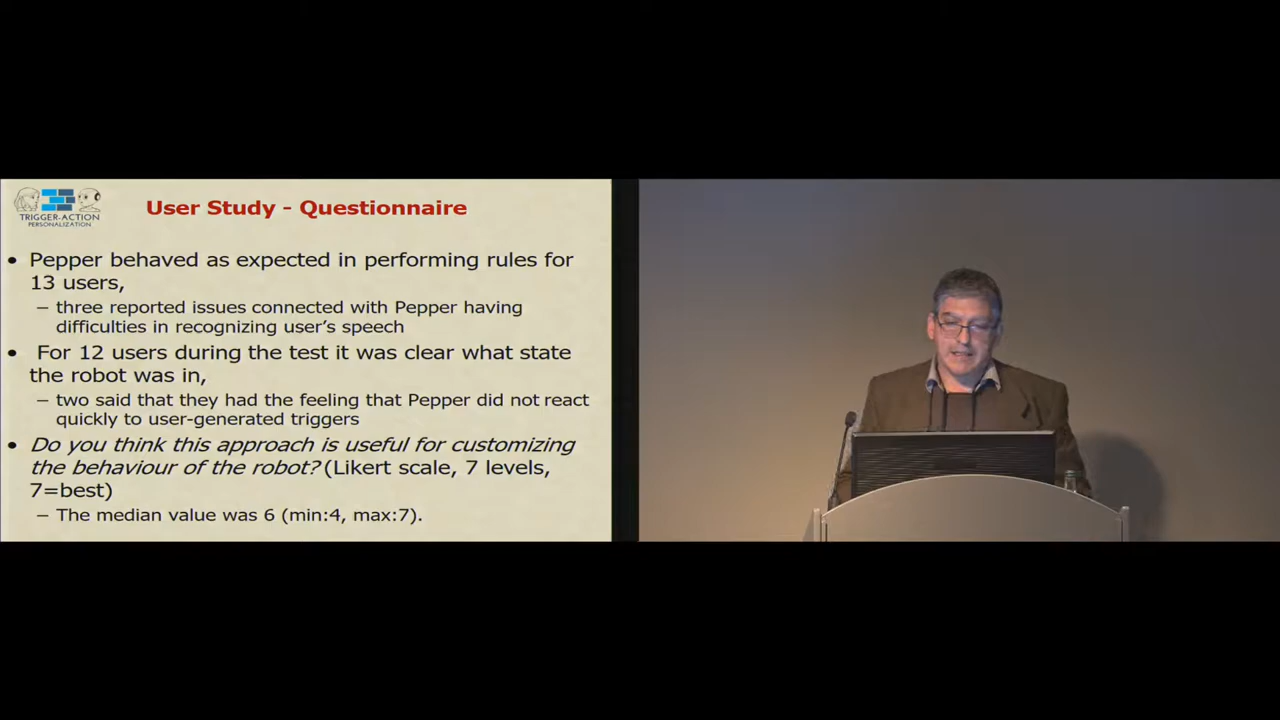 TRIGGER-ACTION
PERSONALIZATION
User Study - Questionnaire
• Pepper behaved as expected in performing rules for
13 users,
– three reported issues connected with Pepper having
difficulties in recognizing user's speech
• For 12 users during the test it was clear what state
the robot was in,
– two said that they had the feeling that Pepper did not react
quickly to user-generated triggers
• Do you think this approach is useful for customizing
the behaviour of the robot? (Likert scale, 7 levels,
7=best)
– The median value was 6 (min:4, max:7).